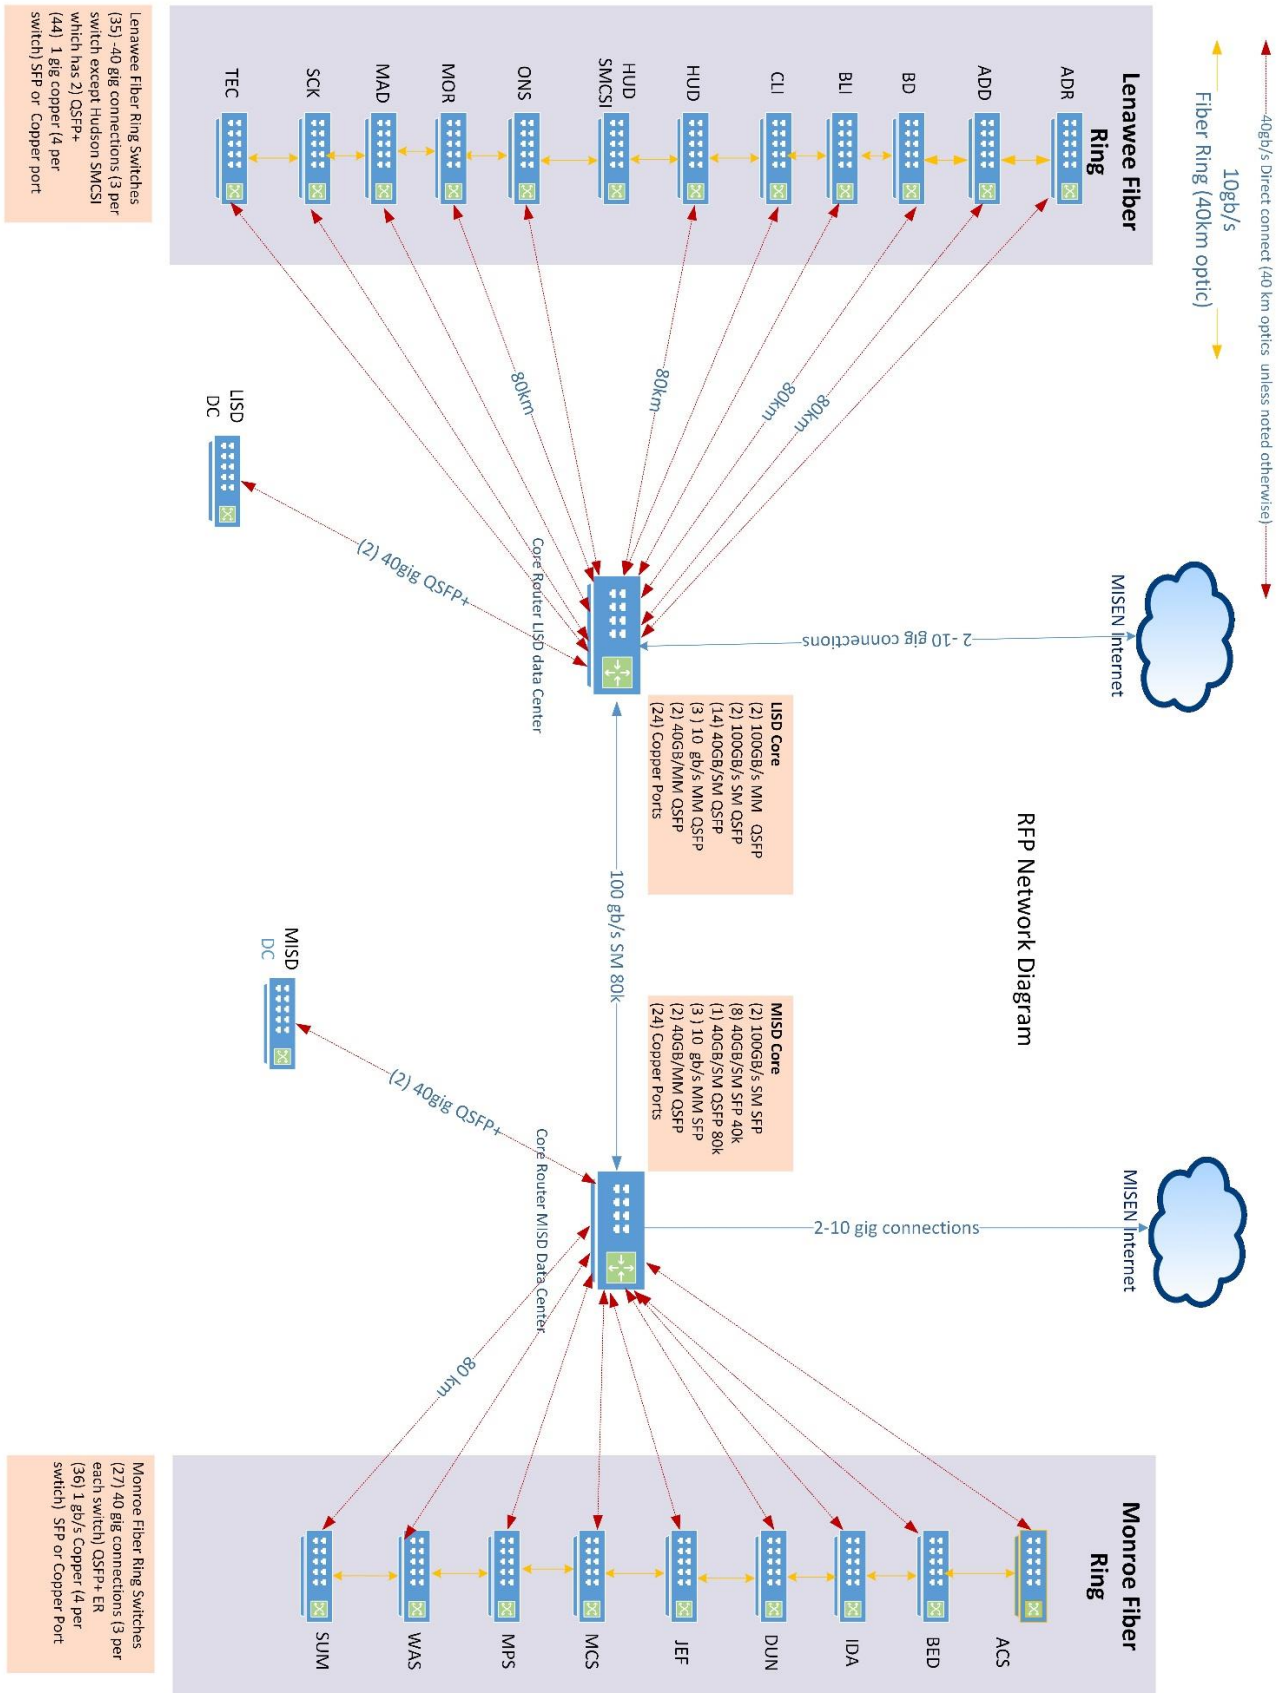 40gb/s Direct connect (40 km optics unless noted otherwise)
10gb/s
Fiber Ring (40km optic)
MISEN Internet
MISEN Internet
Lenawee Fiber
Ring
RFP Network Diagram
Monroe Fiber
Ring
ADR
ADD
BD
BLI
CLI
HUD
HUD
SMCSI
ONS
MOR
MAD
SCK
TEC
80km
80km
80km
80km
2-10 gig connections
2-10 gig connections
LISD Core
(2) 100GB/s MM QSFP
(2) 100GB/s SM QSFP
(14) 40GB/SM QSFP
(3 ) 10 gb/s MM QSFP
(2) 40GB/MM QSFP
(24) Copper Ports
MISD Core
(2) 100GB/s SM SFP
(8) 40GB/SM SFP 40k
(1) 40GB/SM QSFP 80k
(3 ) 10 gb/s MM SFP
(2) 40GB/MM QSFP
(24) Copper Ports
100 gb/s SM 80k
Core Router LISD data Center
Core Router MISD Data Center
(2) 40gig QSFP+
(2) 40gig QSFP+
80 km
LISD
DC
MISD
DC
ACS
BED
IDA
DUN
JEF
MCS
MPS
WAS
SUM
Lenawee Fiber Ring Switches
(35) -40 gig connections (3 per
switch except Hudson SMCSI
which has 2) QSFP+
(44) 1 gig copper (4 per
switch) SFP or Copper port
Monroe Fiber Ring Switches
(27) 40 gig connections (3 per
each switch) QSFP+ ER
(36) 1 gb/s Copper (4 per
swtich) SFP or Copper Port